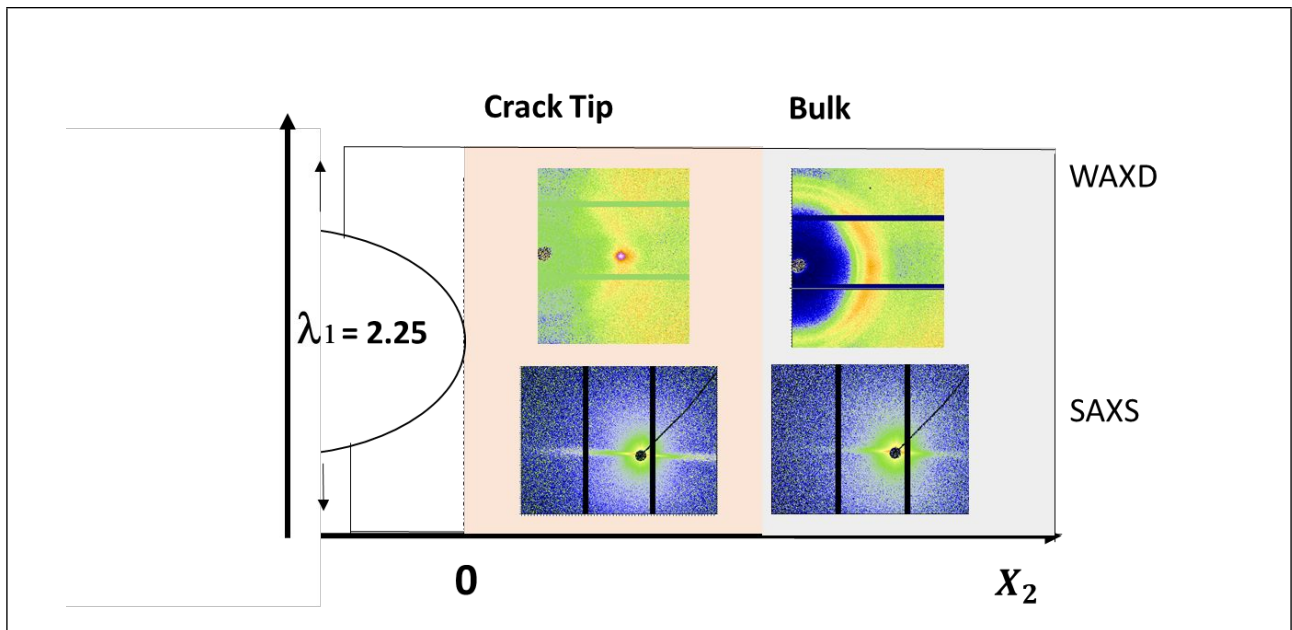 Crack Tip
Bulk
WAXD
λ1 = 2.25
SAXS
0
X2